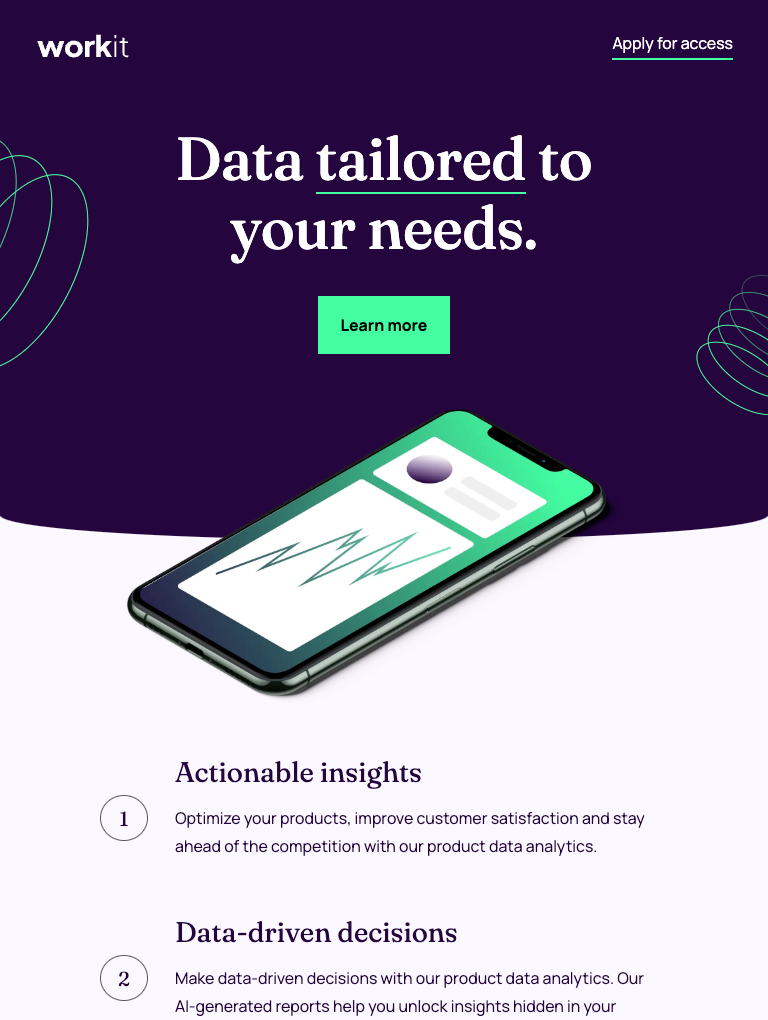 workit
Apply for access
Data tailored to
your needs.
Learn more
Actionable insights
1
Optimize your products, improve customer satisfaction and stay
ahead of the competition with our product data analytics.
Data-driven decisions
2
Make data-driven decisions with our product data analytics. Our
AI-generated reports help you unlock insights hidden in your